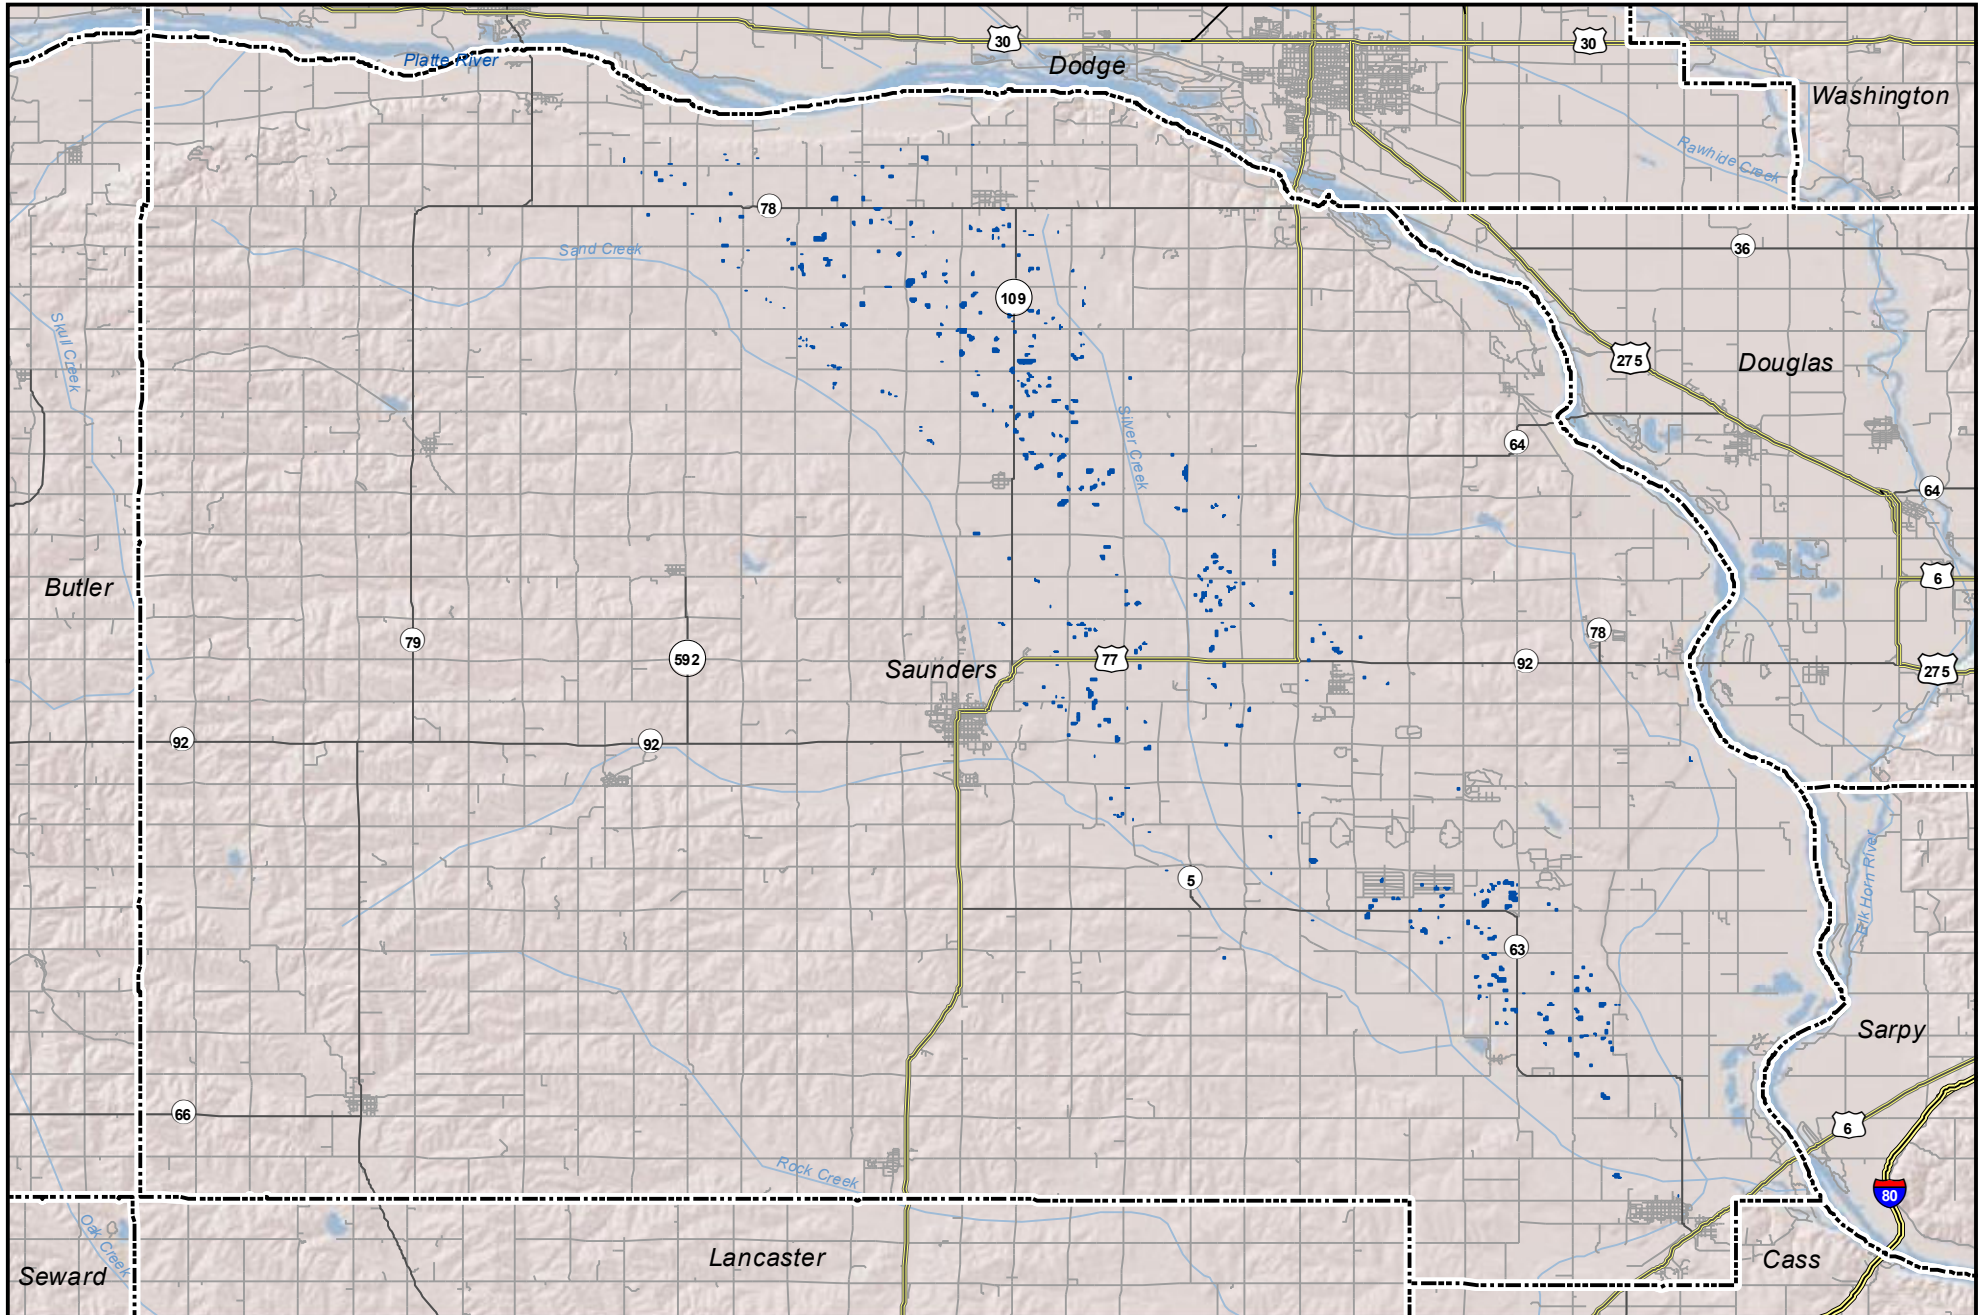 30
30
Platte River
Dodge
Washington
Rawhide Creek
78
36
Sand Creek
109
Skull Creek
275
Douglas
Silver Creek
64
64
Butler
6
79
78
592
Saunders
77
92
275
92
92
5
Elk Horn River
63
Sarpy
66
6
Rock Creek
80
Oak Creek
Lancaster
Cass
Seward